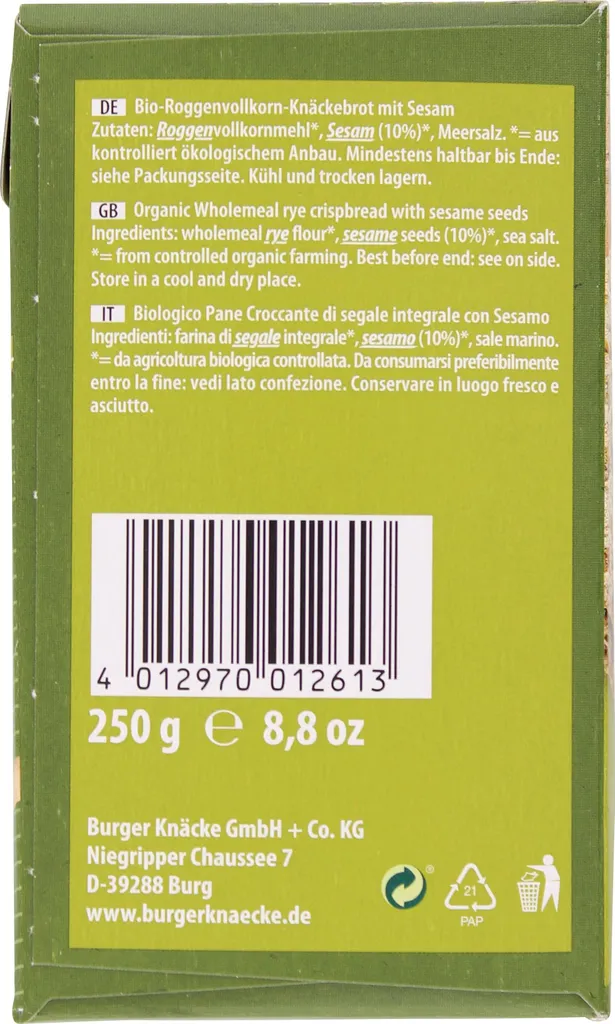 DE Bio-Roggenvollkorn-Knäckebrot mit Sesam
Zutaten: Roggenvollkornmehl*, Sesam (10%)*, Meersalz. *= aus
kontrolliert ökologischem Anbau. Mindestens haltbar bis Ende:
siehe Packungsseite. Kühl und trocken lagern.
GB Organic Wholemeal rye crispbread with sesame seeds
Ingredients: wholemeal rye flour*, sesame seeds (10%)*, sea salt.
*= from controlled organic farming. Best before end: see on side.
Store in a cool and dry place.
IT Biologico Pane Croccante di segale integrale con Sesamo
Ingredienti: farina di segale integrale*, sesamo (10%)*, sale marino.
*= da agricoltura biologica controllata. Da consumarsi preferibilmente
entro la fine: vedi lato confezione. Conservare in luogo fresco e
asciutto.
4 012970 012613
250 g ℮ 8,8 oz
Burger Knäcke GmbH + Co. KG
Niegripper Chaussee 7
D-39288 Burg
www.burgerknaecke.de
®
21
PAP